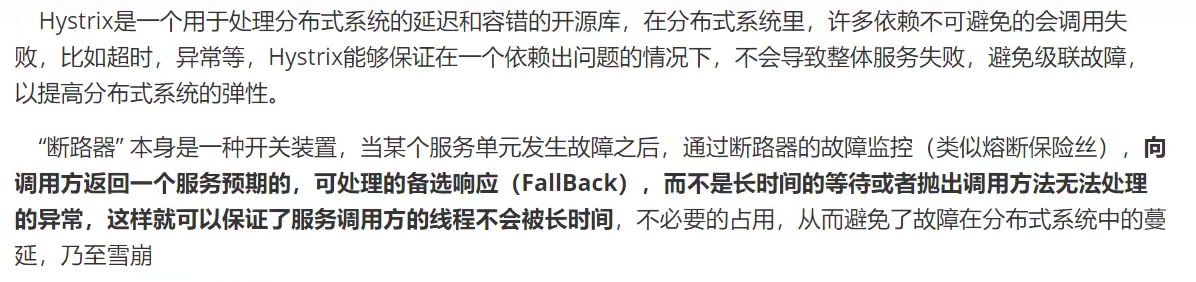 Hystrix是一个用于处理分布式系统的延迟和容错的开源库，在分布式系统里，许多依赖不可避免的会调用失
败，比如超时，异常等，Hystrix能够保证在一个依赖出问题的情况下，不会导致整体服务失败，避免级联故障，
以提高分布式系统的弹性。
“断路器” 本身是一种开关装置，当某个服务单元发生故障之后，通过断路器的故障监控（类似熔断保险丝），向
调用方返回一个服务预期的，可处理的备选响应（FallBack），而不是长时间的等待或者抛出调用方法无法处理
的异常，这样就可以保证了服务调用方的线程不会被长时间，不必要的占用，从而避免了故障在分布式系统中的蔓
延，乃至雪崩